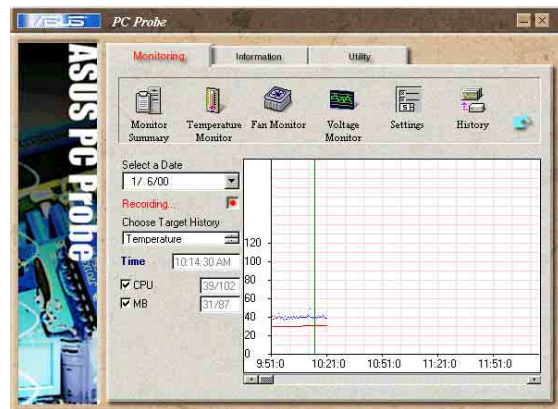 ASUS PC Probe
Monitoring Information Utility
Monitor Summary
Temperature Monitor
Fan Monitor
Voltage Monitor
Settings
History
ASUS PC Probe
Select a Date
1/ 6/00
Recording...
Choose Target History
Temperature
Time 10:14:30 AM
CPU 39/102
MB 31/87
120
100
80
60
40
20
0
9:51:0 10:21:0 10:51:0 11:21:0 11:51:0